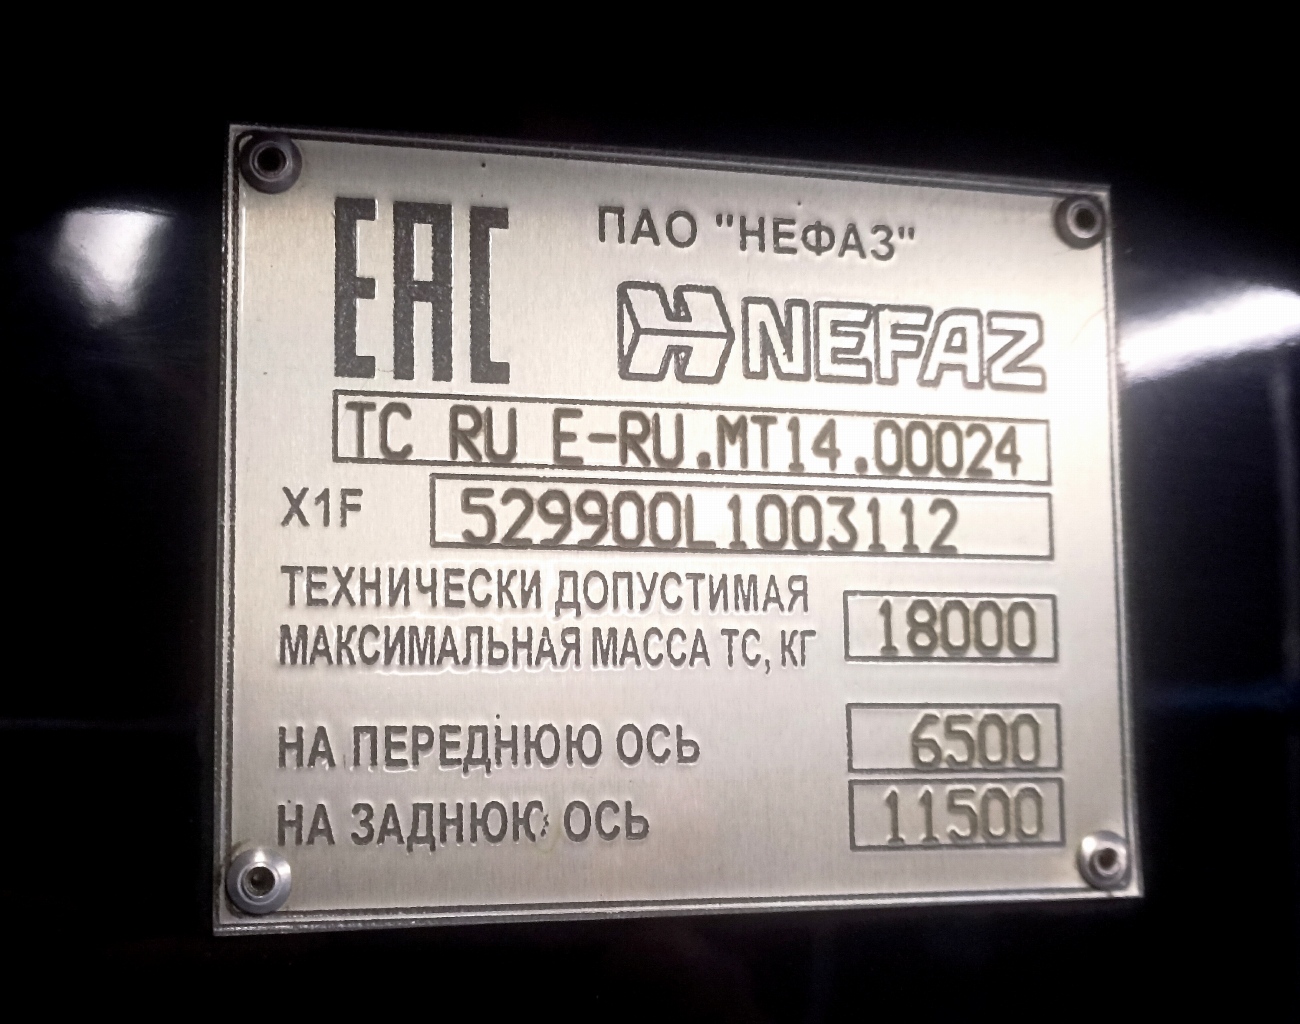 ЕАС
ПАО "НЕФАЗ"
NEFAZ
ТС RU E-RU.МТ14.00024
X1F 529900L1003112
ТЕХНИЧЕСКИ ДОПУСТИМАЯ
МАКСИМАЛЬНАЯ МАССА ТС, КГ 18000
НА ПЕРЕДНЮЮ ОСЬ 6500
НА ЗАДНЮЮ ОСЬ 11500